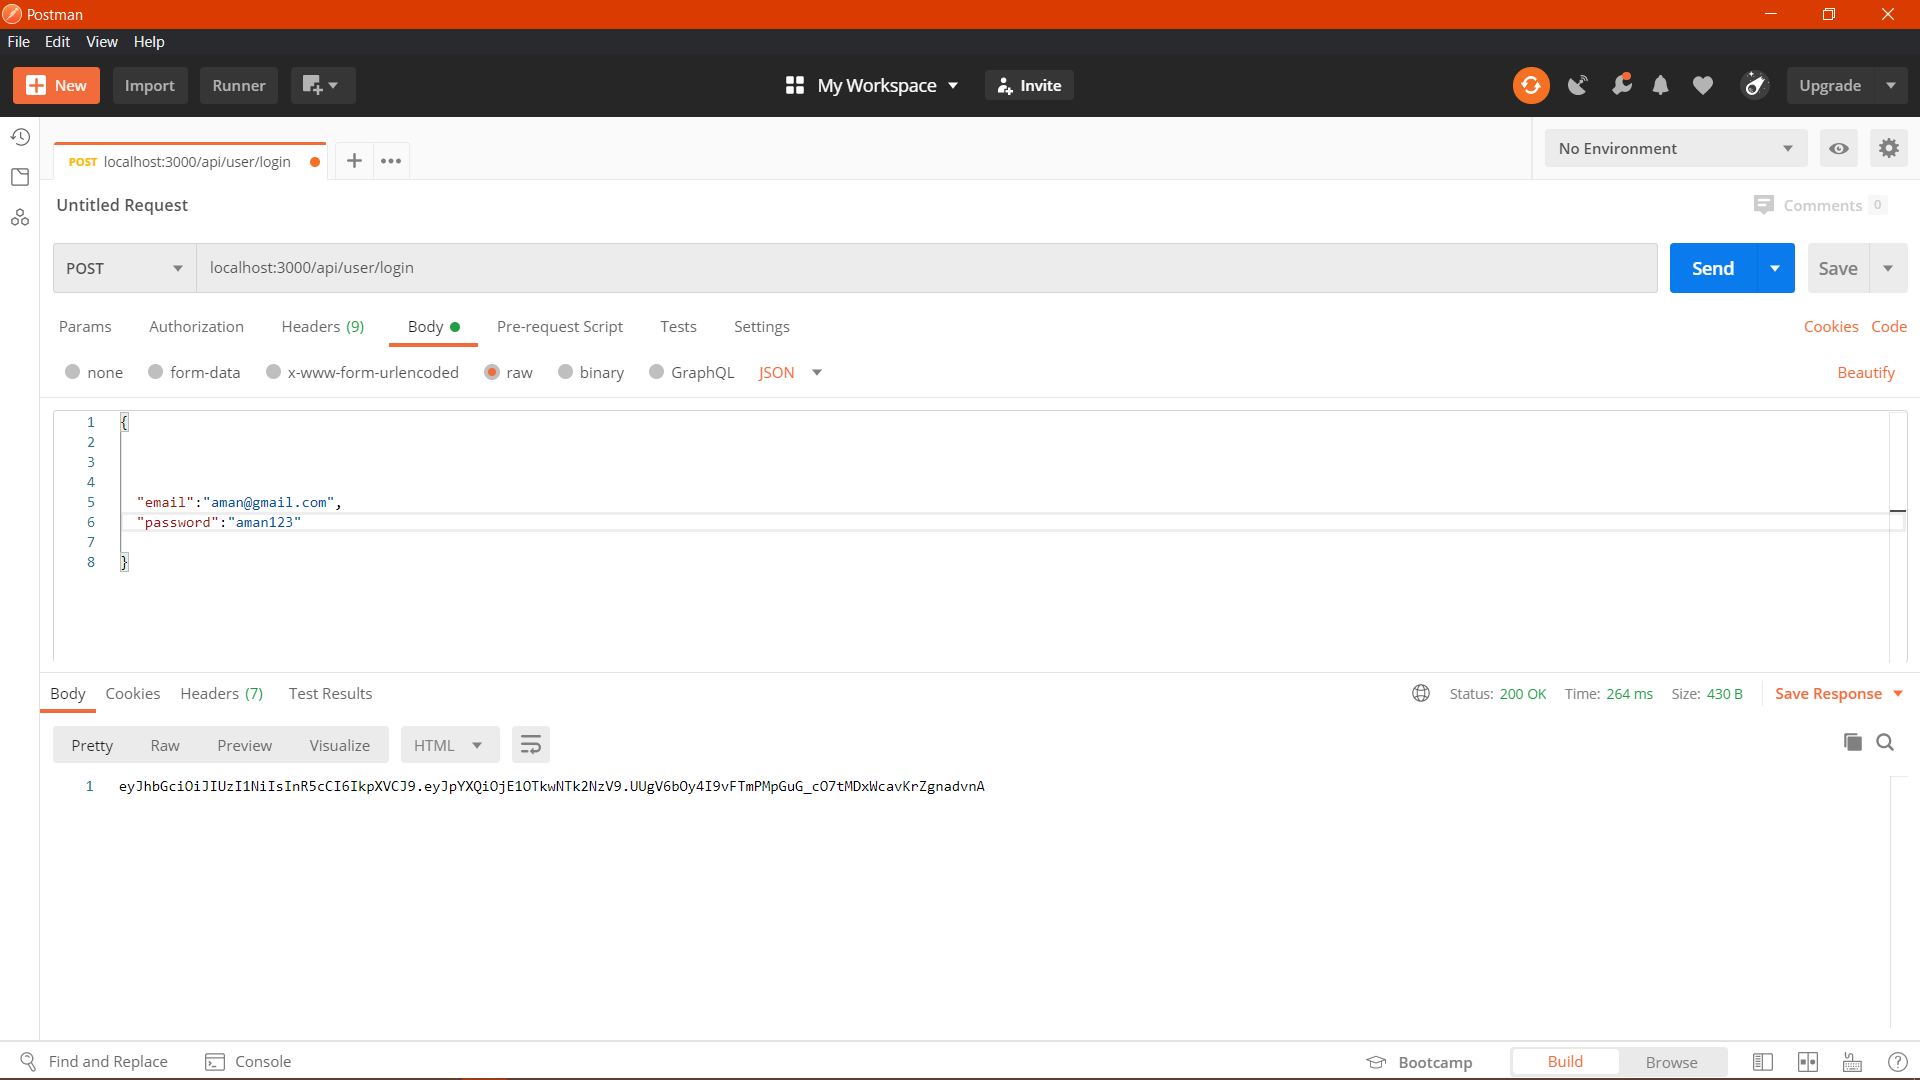 Postman
File Edit View Help
New Import Runner My Workspace Invite Upgrade
POST localhost:3000/api/user/login No Environment
Untitled Request Comments 0
POST localhost:3000/api/user/login Send Save
Params Authorization Headers (9) Body Pre-request Script Tests Settings Cookies Code
none form-data x-www-form-urlencoded raw binary GraphQL JSON Beautify
1 {
2
3
4
5 "email":"aman@gmail.com",
6 "password":"aman123"
7
8 }
Body Cookies Headers (7) Test Results Status: 200 OK Time: 264 ms Size: 430 B Save Response
Pretty Raw Preview Visualize HTML
1 eyJhbGciOiJIUzI1NiIsInR5cCI6IkpXVCJ9.eyJpYXQiOjE1OTkwNTk2NzV9.UUgV6bOy4I9vFTmPMpGuG_cO7tMDxWcavKrZgnadvnA
Find and Replace Console Bootcamp Build Browse